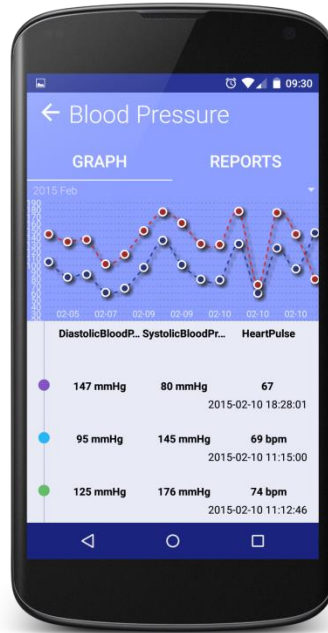 09:30
Blood Pressure
GRAPH REPORTS
2015 Feb
02-05 02-07 02-09 02-09 02-10 02-10 02-10
DiastolicBloodP... SystolicBloodPr... HeartPulse
147 mmHg 80 mmHg 67
2015-02-10 18:28:01
95 mmHg 145 mmHg 69 bpm
2015-02-10 11:15:00
125 mmHg 176 mmHg 74 bpm
2015-02-10 11:12:46